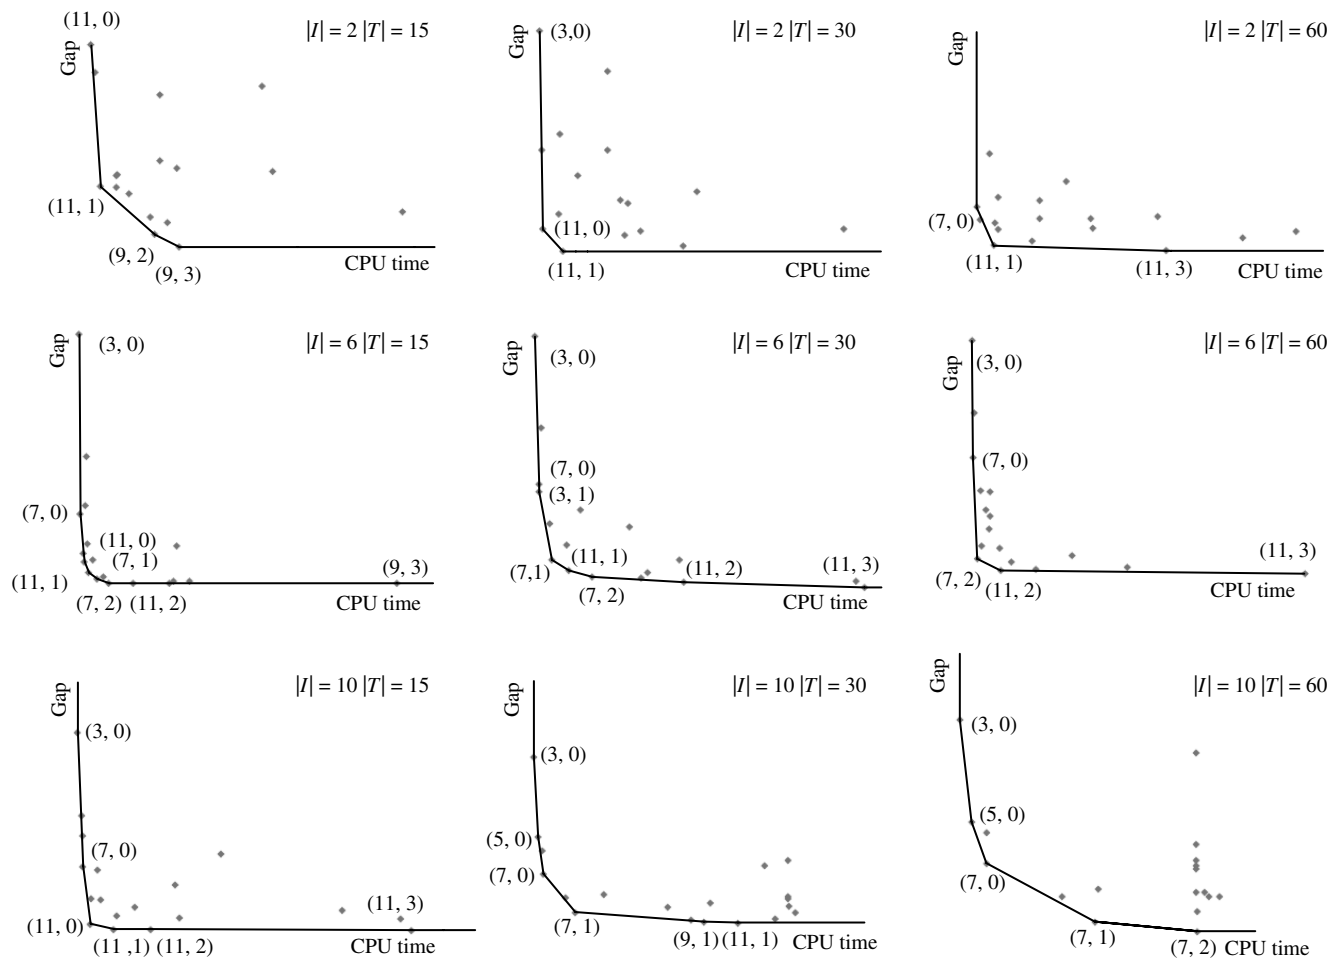 (11, 0)
|I| = 2 |T| = 15
Gap
(11, 1)
(9, 2)
(9, 3)
CPU time
(3,0)
|I| = 2 |T| = 30
Gap
(11, 0)
(11, 1)
CPU time
|I| = 2 |T| = 60
Gap
(7, 0)
(11, 1)
(11, 3)
CPU time
|I| = 6 |T| = 15
Gap
(3, 0)
(7, 0)
(11, 0)
(7, 1)
(11, 1)
(9, 3)
(7, 2)
(11, 2)
CPU time
|I| = 6 |T| = 30
Gap
(3, 0)
(7, 0)
(3, 1)
(7,1)
(11, 1)
(7, 2)
(11, 2)
(11, 3)
CPU time
|I| = 6 |T| = 60
Gap
(3, 0)
(7, 0)
(7, 2)
(11, 2)
(11, 3)
CPU time
|I| = 10 |T| = 15
Gap
(3, 0)
(7, 0)
(11, 0)
(11 ,1)
(11, 2)
(11, 3)
CPU time
|I| = 10 |T| = 30
Gap
(3, 0)
(5, 0)
(7, 0)
(7, 1)
(9, 1)
(11, 1)
CPU time
|I| = 10 |T| = 60
Gap
(3, 0)
(5, 0)
(7, 0)
(7, 1)
(7, 2)
CPU time